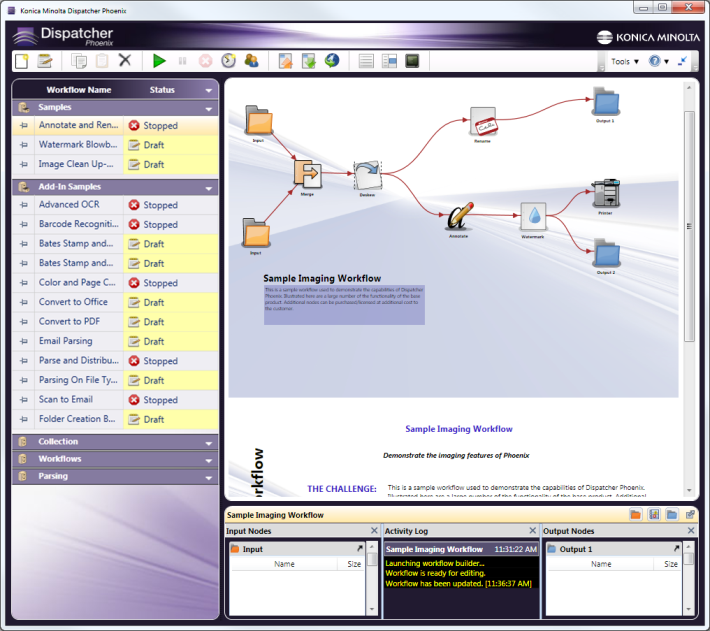 Konica Minolta Dispatcher Phoenix
Dispatcher
Phoenix
KONICA MINOLTA
Tools
Workflow Name Status
Samples
Annotate and Ren... Stopped
Watermark Blowb... Draft
Image Clean Up-... Draft
Add-In Samples
Advanced OCR Stopped
Barcode Recogniti... Stopped
Bates Stamp and... Draft
Bates Stamp and... Draft
Color and Page C... Stopped
Convert to Office Draft
Convert to PDF Draft
Email Parsing Draft
Parse and Distribu... Stopped
Parsing On File Ty... Draft
Scan to Email Stopped
Folder Creation B... Draft
Collection
Workflows
Parsing
Input
Merge
Deskew
Input
Rename
Output 1
Annotate
Watermark
Printer
Output 2
Sample Imaging Workflow
This is a sample workflow used to demonstrate the capabilities of Dispatcher
Phoenix. Illustrated here are a large number of the functionality of the base
product. Additional nodes can be purchased/licensed at additional cost to
the customer.
Sample Imaging Workflow
Demonstrate the imaging features of Phoenix
THE CHALLENGE: This is a sample workflow used to demonstrate the capabilities of Dispatcher Phoenix.
Illustrated here are a large number of the functionality of the base product. Additional
rkflow
Sample Imaging Workflow
Input Nodes
Input
Name Size
Activity Log
Sample Imaging Workflow 11:31:22 AM
Launching workflow builder...
Workflow is ready for editing.
Workflow has been updated. [11:36:37 AM]
Output Nodes
Output 1
Name Size